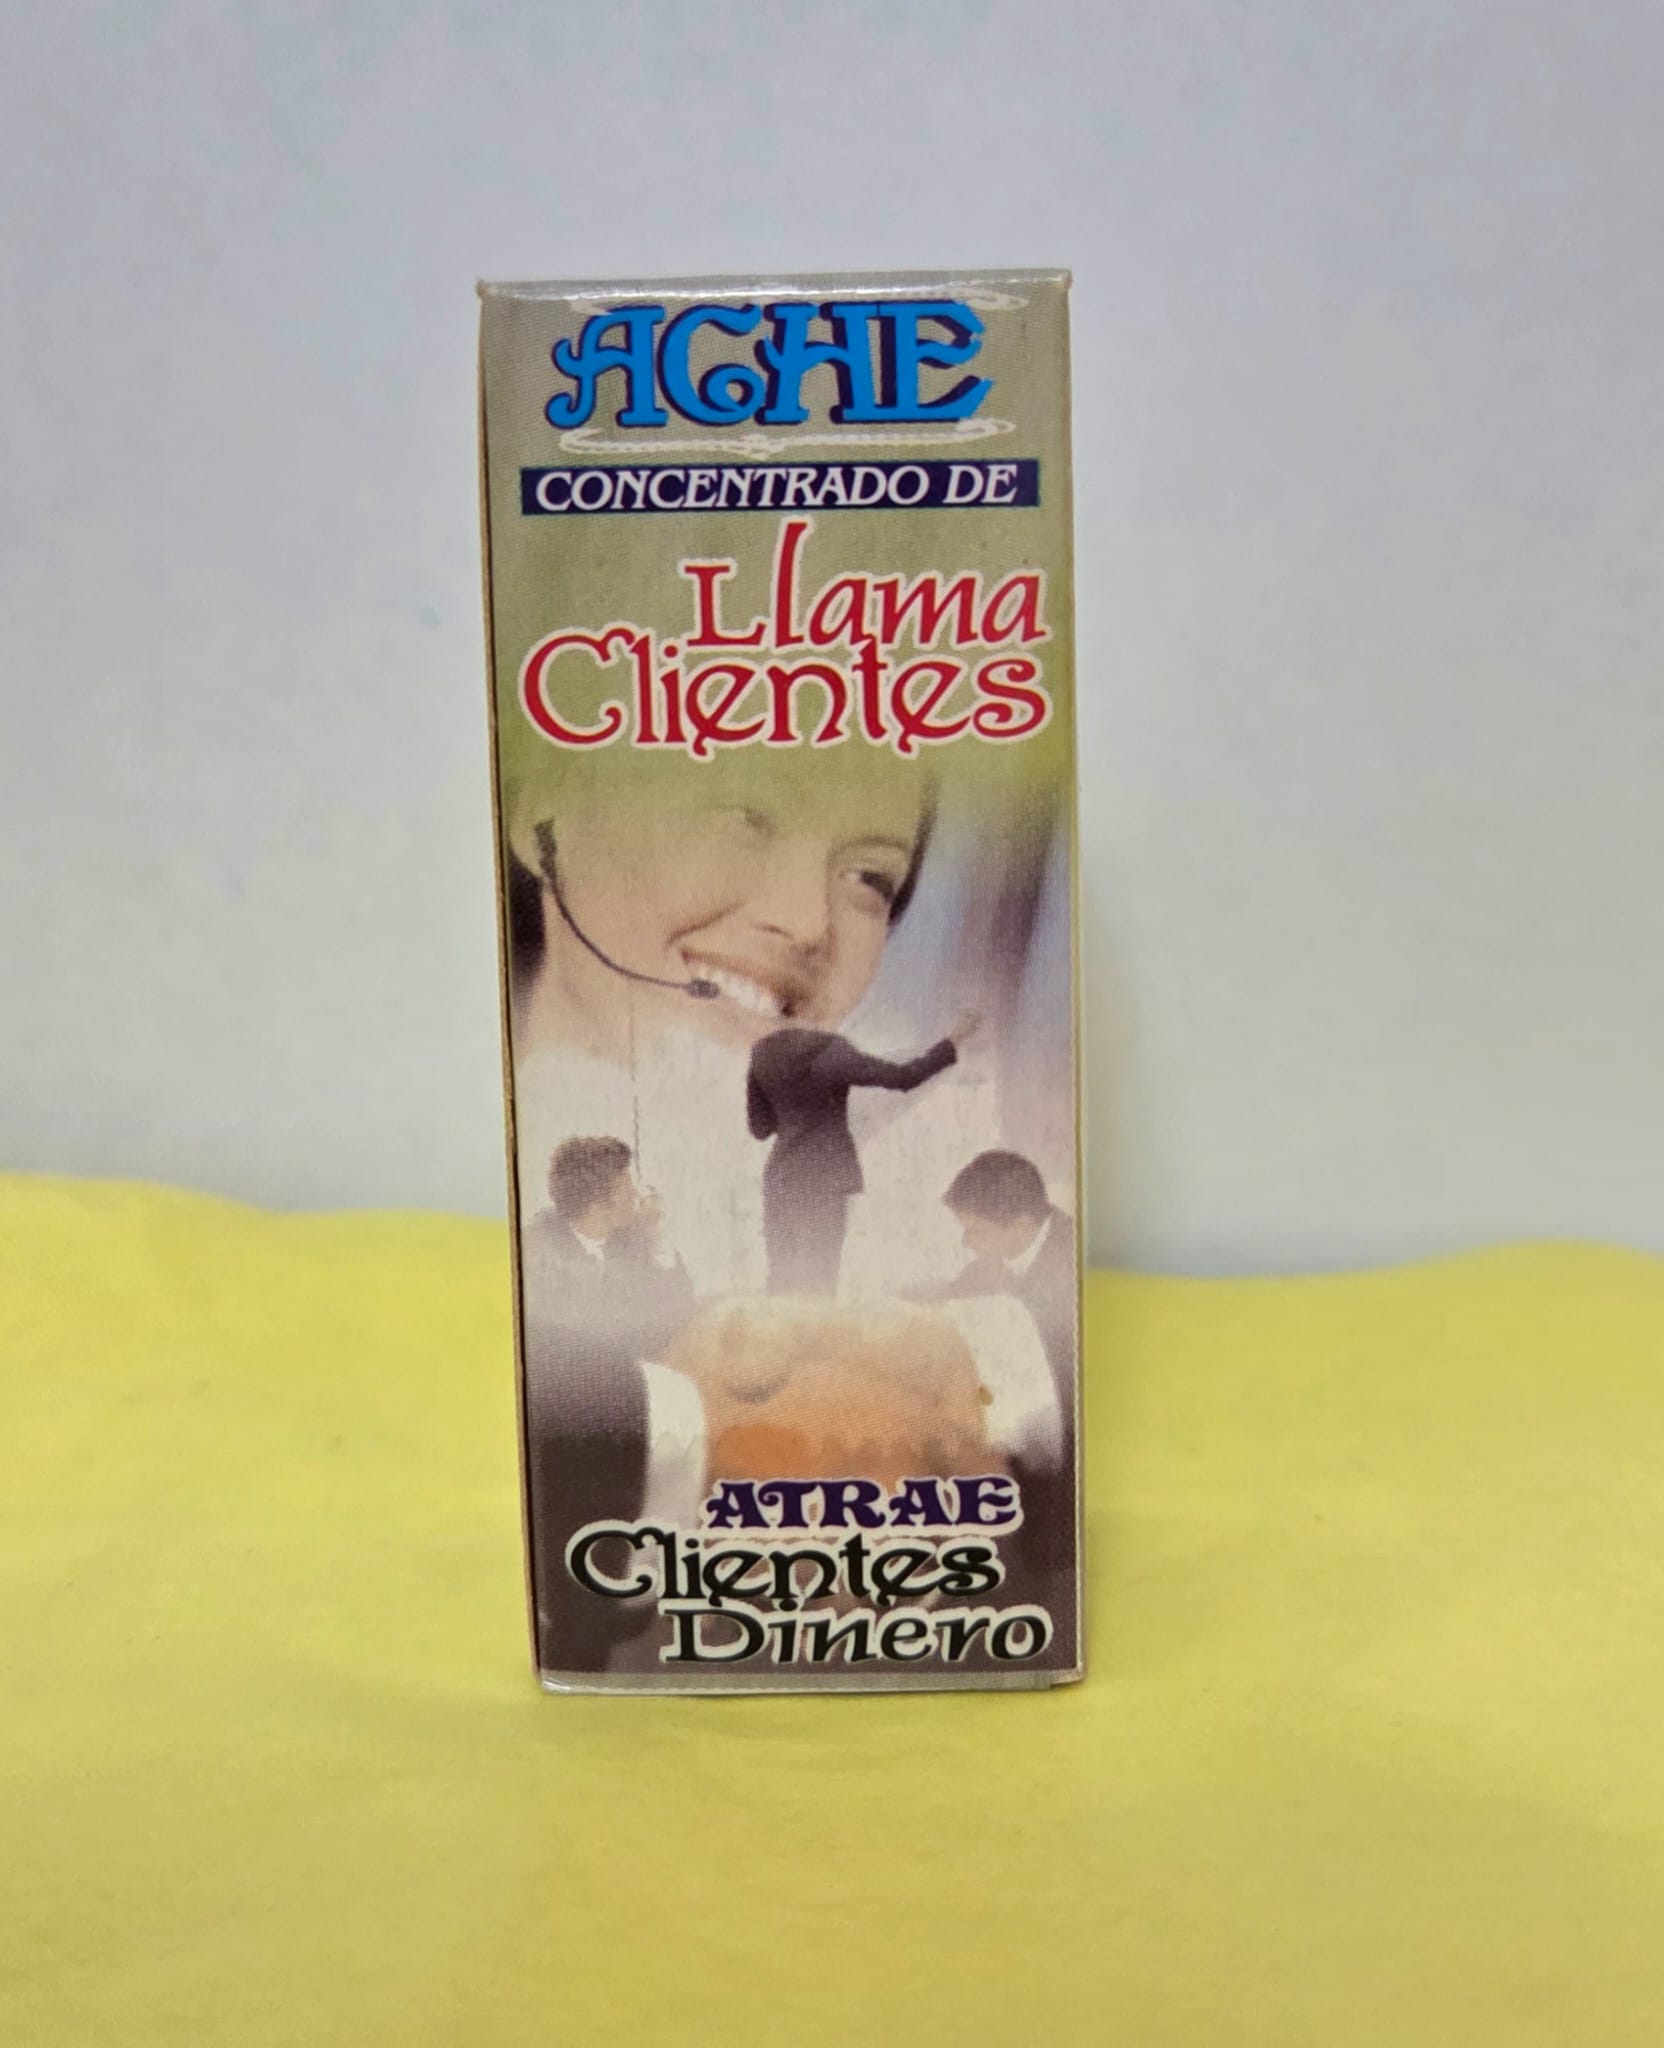 ACHE
CONCENTRADO DE
Llama
Clientes
ATRAE
Clientes
Dinero